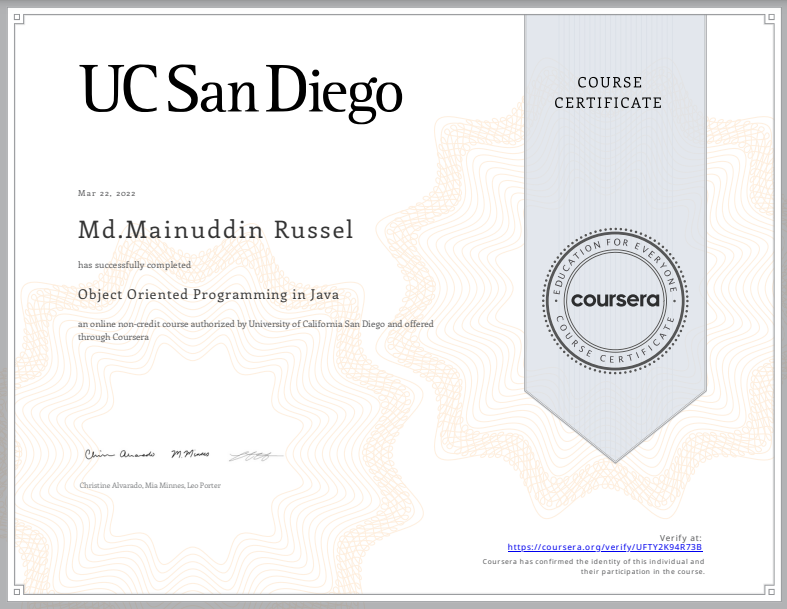 UC San Diego
COURSE
CERTIFICATE
Mar 22, 2022
Md.Mainuddin Russel
has successfully completed
Object Oriented Programming in Java
an online non-credit course authorized by University of California San Diego and offered
through Coursera
EDUCATION FOR EVERYONE
coursera
COURSE CERTIFICATE
Christine Alvarado, Mia Minnes, Leo Porter
Verify at:
https://coursera.org/verify/UFTY2K94R73B
Coursera has confirmed the identity of this individual and
their participation in the course.